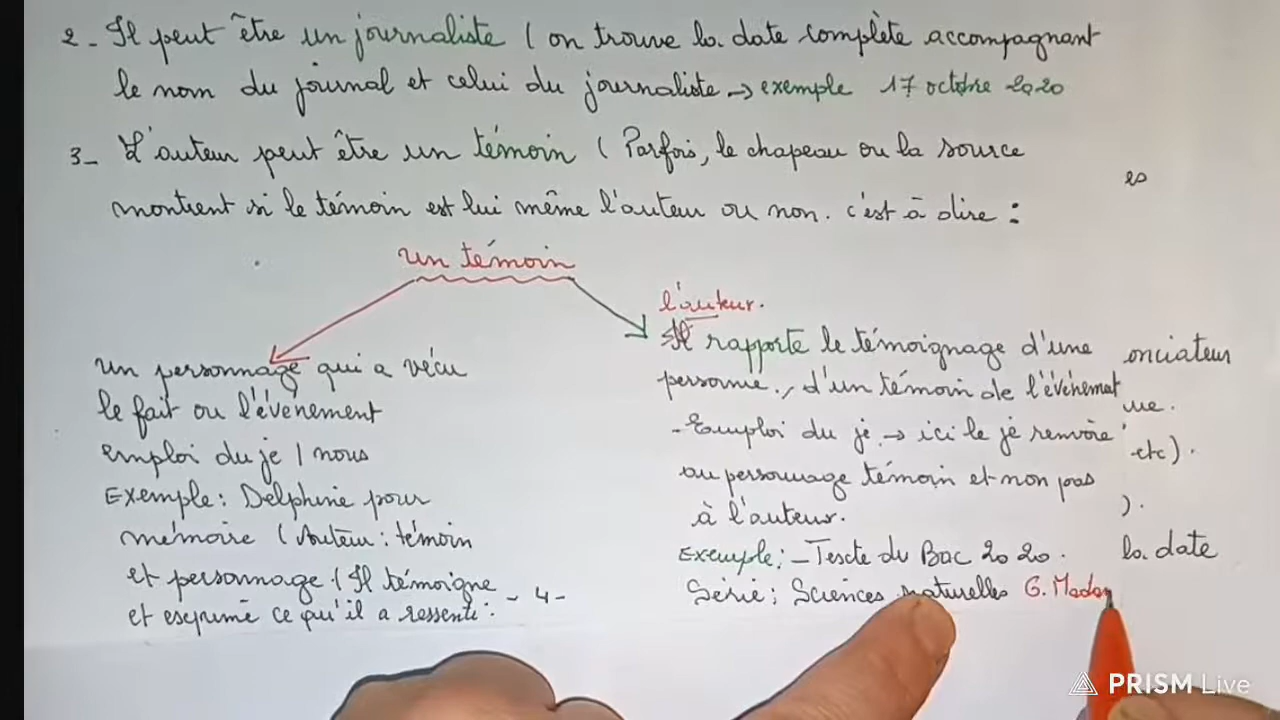 2 - Il peut être un journaliste ( on trouve la date complète accompagnant
le nom du journal et celui du journaliste → exemple 17 octobre 2020
3 - L'auteur peut être un témoin ( Parfois, le chapeau ou la source
es
montrent si le témoin est lui même l'auteur ou non. c'est à dire :
un témoin
un personnage qui a vécu
le fait ou l'événement
emploi du je / nous
Exemple : Delphine pour
mémoire ( Auteur : témoin
et personnage . ( Il témoigne
et exprime ce qu'il a ressenti .
- 4 -
l'auteur.
Il rapporte le témoignage d'une
personne , d'un témoin de l'événement
- Emploi du je → ici le je renvoie
au personnage témoin et non pas
à l'auteur.
Exemple : - Texte du Bac 2020 .
Série : Sciences naturelles G. Madan
onciateur
ue .
etc ) .
) .
la date
PRISM Live